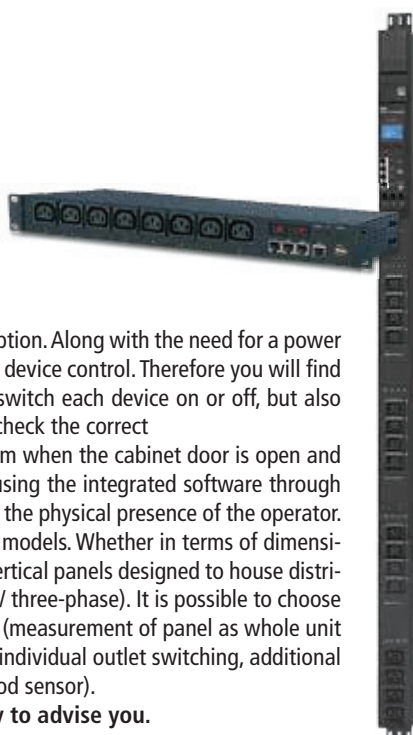 ption. Along with the need for a power
device control. Therefore you will find
switch each device on or off, but also
check the correct
m when the cabinet door is open and
using the integrated software through
the physical presence of the operator.
models. Whether in terms of dimensi-
ertical panels designed to house distri-
/ three-phase). It is possible to choose
(measurement of panel as whole unit
individual outlet switching, additional
od sensor).
y to advise you.